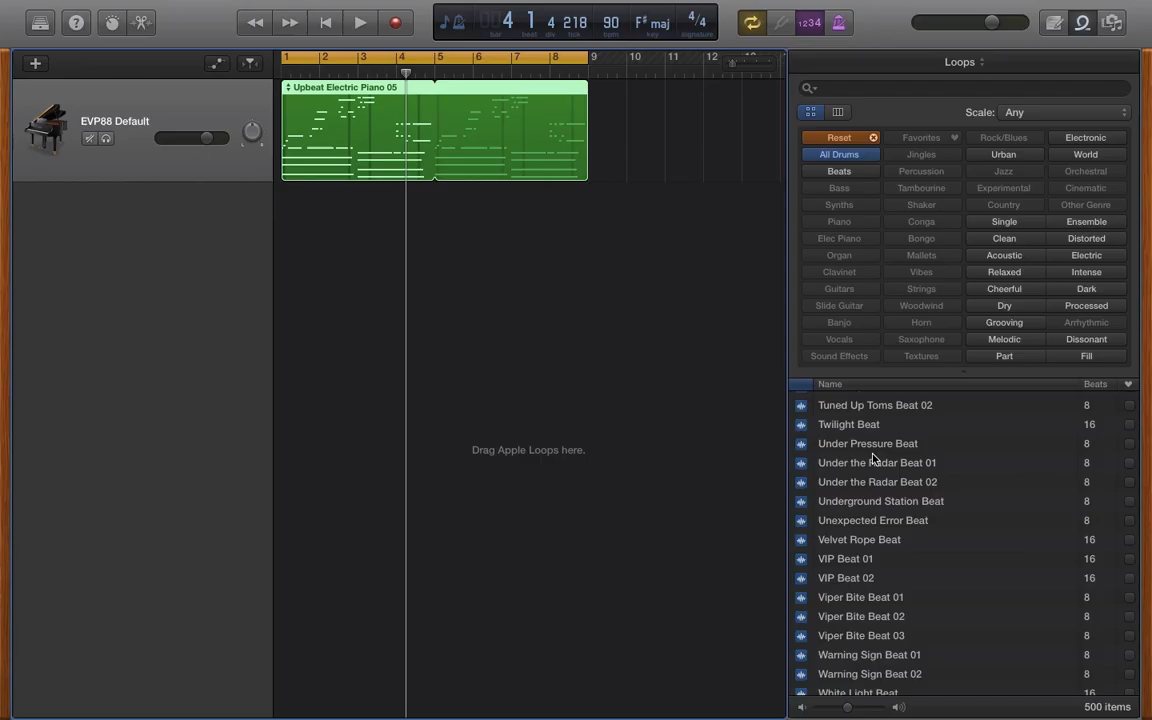 4 1 4 218 90 F# maj 4/4
bar beat div tick bpm key signature
1234
1 2 3 4 5 6 7 8 9 10 11 12
Upbeat Electric Piano 05
EVP88 Default
Drag Apple Loops here.
Loops
Scale: Any
Reset Favorites Rock/Blues Electronic
All Drums Jingles Urban World
Beats Percussion Jazz Orchestral
Bass Tambourine Experimental Cinematic
Synths Shaker Country Other Genre
Piano Conga Single Ensemble
Elec Piano Bongo Clean Distorted
Organ Mallets Acoustic Electric
Clavinet Vibes Relaxed Intense
Guitars Strings Cheerful Dark
Slide Guitar Woodwind Dry Processed
Banjo Horn Grooving Arrhythmic
Vocals Saxophone Melodic Dissonant
Sound Effects Textures Part Fill
Name Beats
Tuned Up Toms Beat 02 8
Twilight Beat 16
Under Pressure Beat 8
Under the Radar Beat 01 8
Under the Radar Beat 02 8
Underground Station Beat 8
Unexpected Error Beat 8
Velvet Rope Beat 16
VIP Beat 01 16
VIP Beat 02 16
Viper Bite Beat 01 8
Viper Bite Beat 02 8
Viper Bite Beat 03 8
Warning Sign Beat 01 8
Warning Sign Beat 02 8
White Light Beat 16
500 items